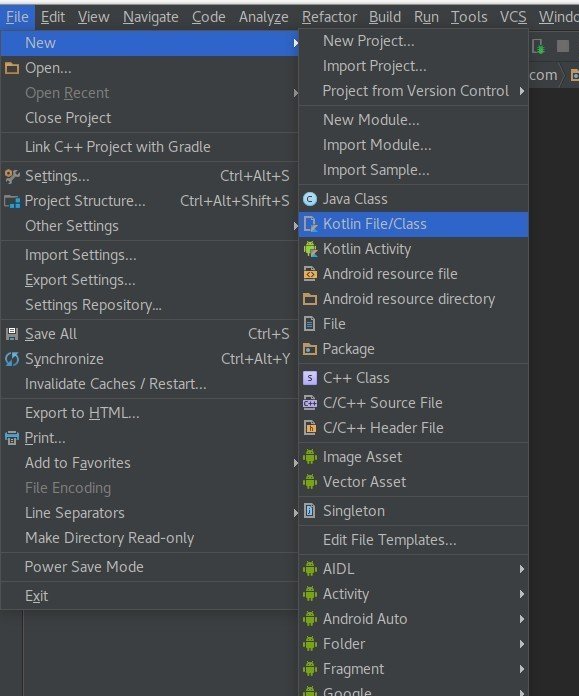 File Edit View Navigate Code Analyze Refactor Build Run Tools VCS
New
Open...
Open Recent
Close Project
Link C++ Project with Gradle
Settings... Ctrl+Alt+S
Project Structure... Ctrl+Alt+Shift+S
Other Settings
Import Settings...
Export Settings...
Settings Repository...
Save All Ctrl+S
Synchronize Ctrl+Alt+Y
Invalidate Caches / Restart...
Export to HTML...
Print...
Add to Favorites
File Encoding
Line Separators
Make Directory Read-only
Power Save Mode
Exit
New Project...
Import Project...
Project from Version Control
New Module...
Import Module...
Import Sample...
Java Class
Kotlin File/Class
Kotlin Activity
Android resource file
Android resource directory
File
Package
C++ Class
C/C++ Source File
C/C++ Header File
Image Asset
Vector Asset
Singleton
Edit File Templates...
AIDL
Activity
Android Auto
Folder
Fragment
Google
com